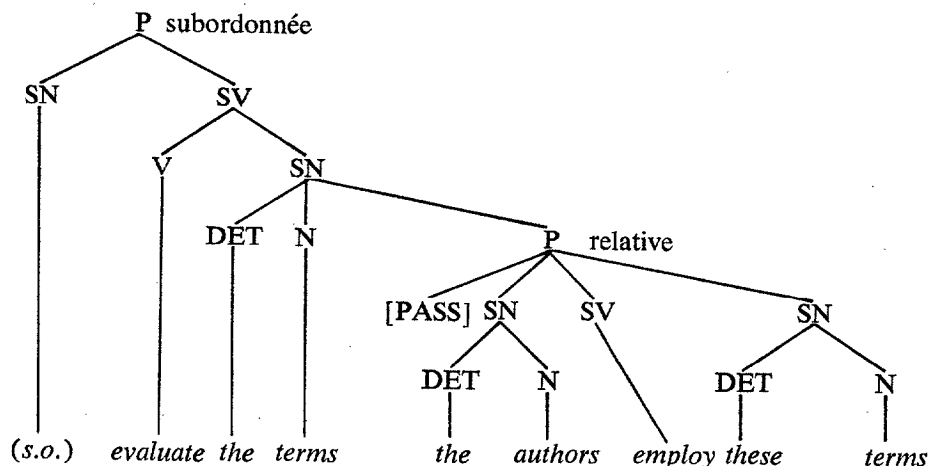 P subordonnée
SN SV
V SN
DET N P relative
[PASS] SN SV SN
DET N DET N
(s.o.) evaluate the terms the authors employ these terms